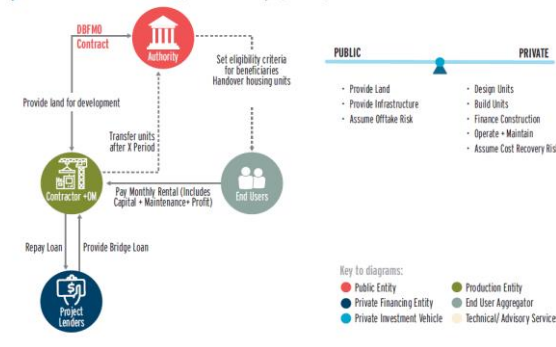 DBFMO
Contract
Authority
Set eligibility criteria
for beneficiaries
Handover housing units
Provide land for development
Transfer units
after X Period
Contractor +OM
Pay Monthly Rental (Includes
Capital + Maintenance+ Profit)
End Users
Repay Loan
Provide Bridge Loan
Project
Lenders
PUBLIC
PRIVATE
• Provide Land
• Provide Infrastructure
• Assume Offtake Risk
• Design Units
• Build Units
• Finance Construction
• Operate + Maintain
• Assume Cost Recovery Ris
Key to diagrams:
Public Entity
Production Entity
Private Financing Entity
End User Aggregator
Private Investment Vehicle
Technical/ Advisory Service